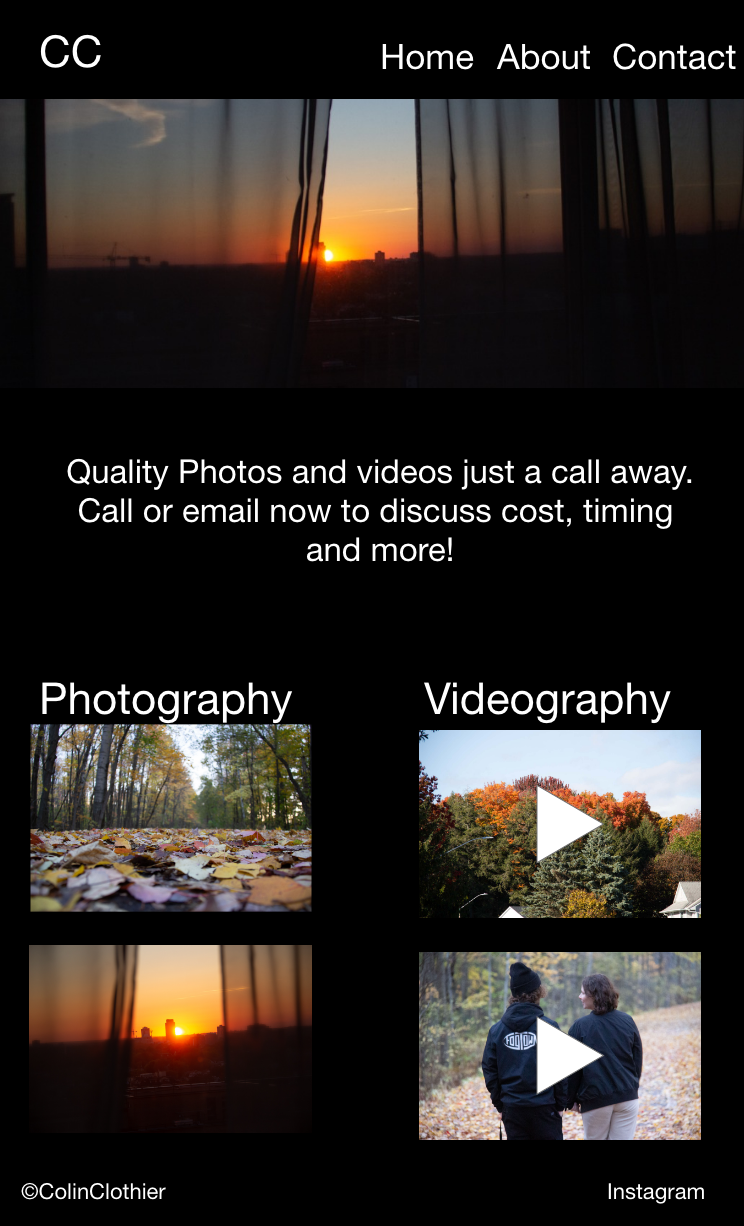 CC
Home About Contact
Quality Photos and videos just a call away.
Call or email now to discuss cost, timing
and more!
Photography
Videography
©ColinClothier
Instagram